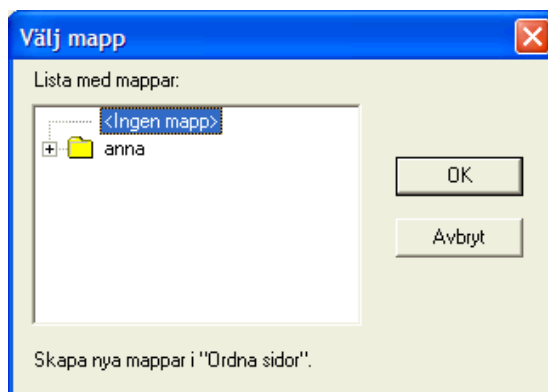 Välj mapp
Lista med mappar:
<Ingen mapp>
anna
OK
Avbryt
Skapa nya mappar i "Ordna sidor".